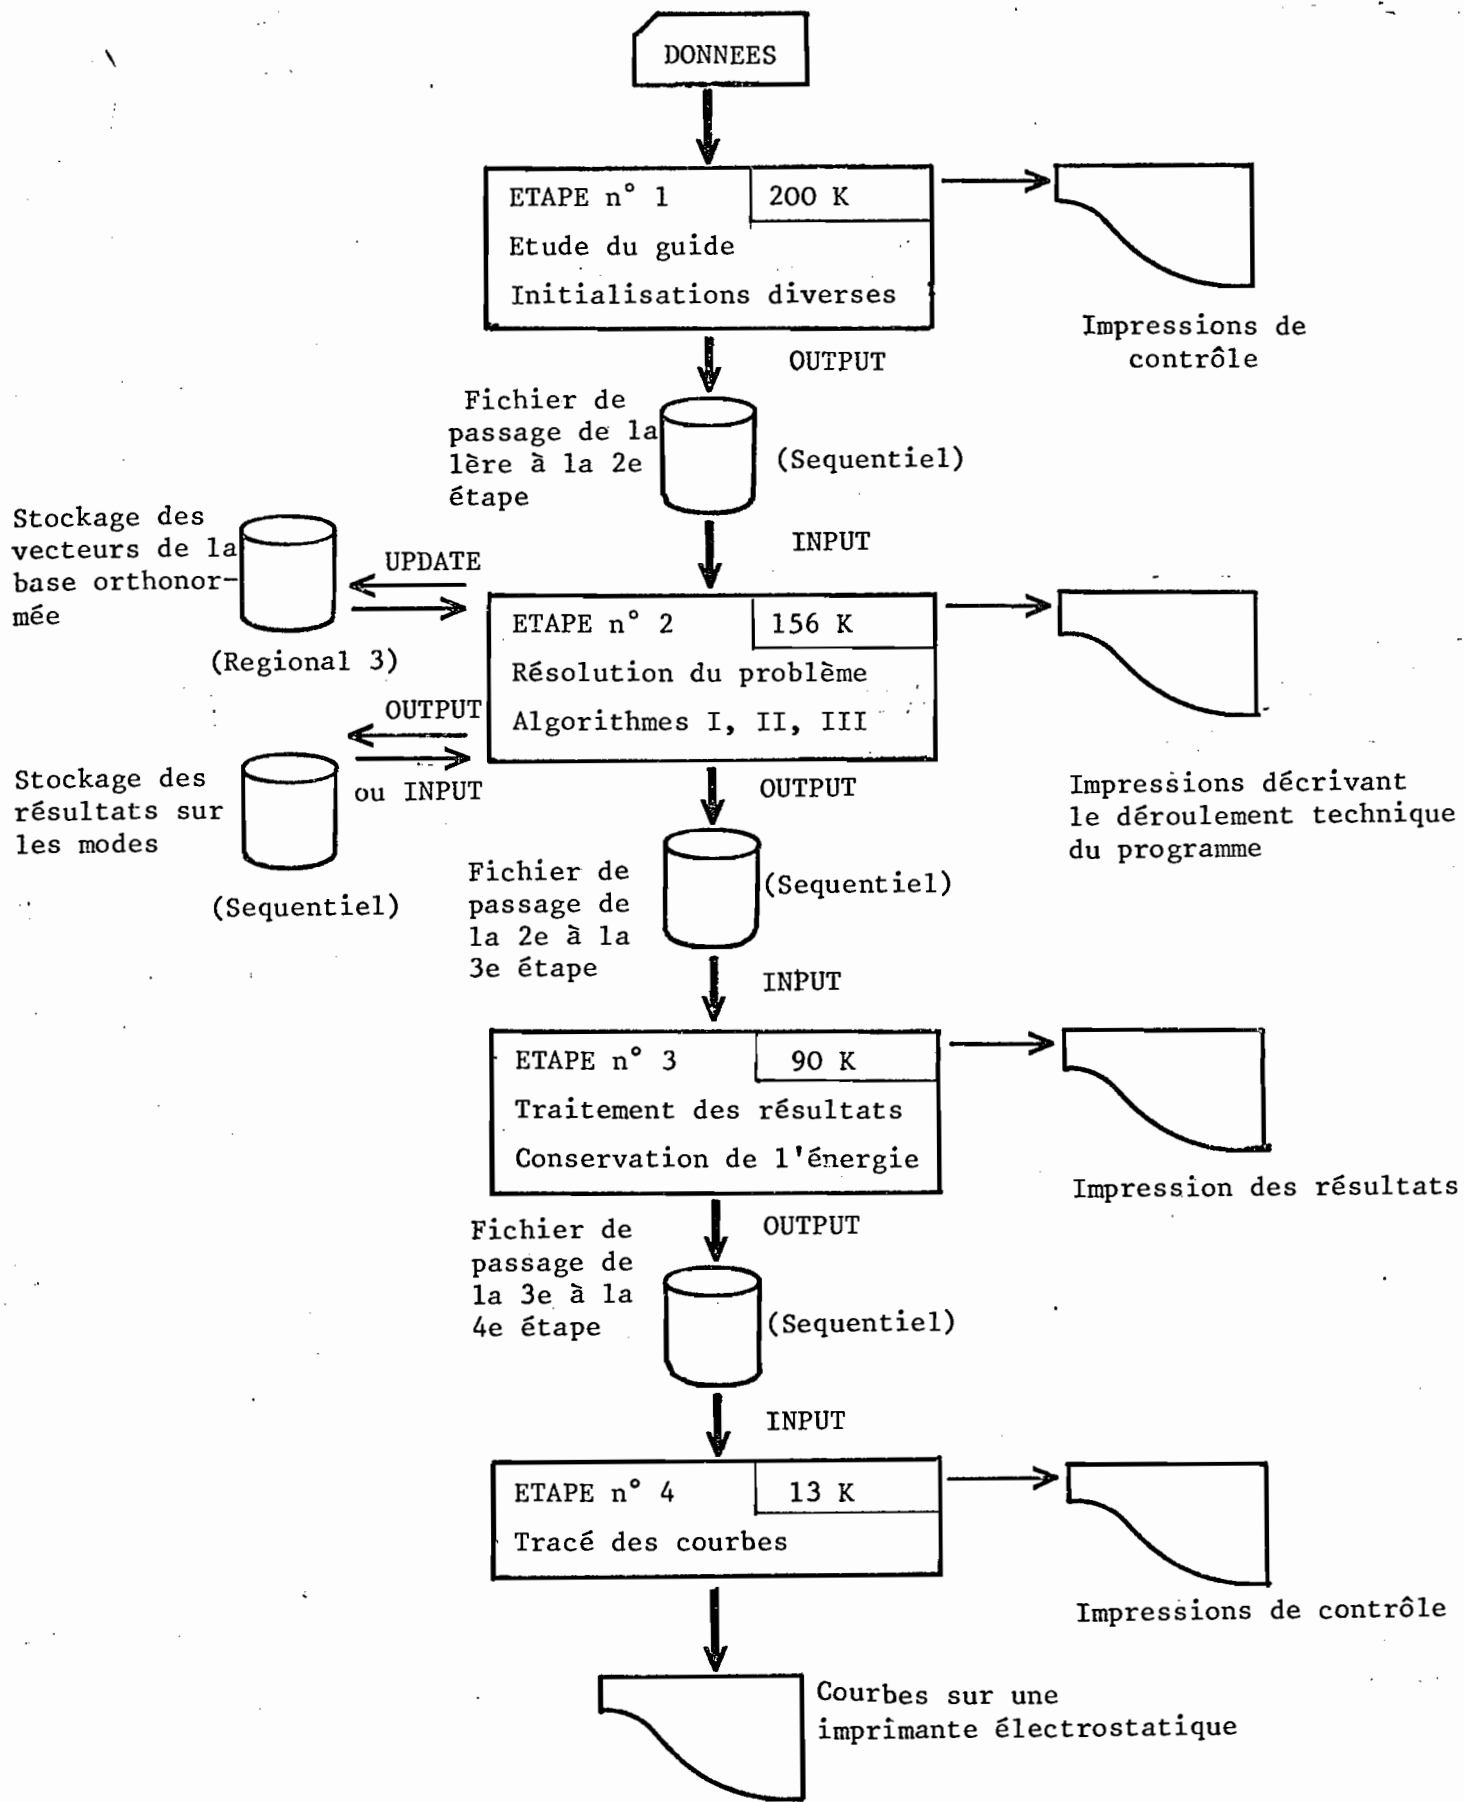 DONNEES
ETAPE n° 1
200 K
Etude du guide
Initialisations diverses
Impressions de
contrôle
OUTPUT
Fichier de
passage de la
1ère à la 2e
étape
(Sequentiel)
INPUT
Stockage des
vecteurs de la
base orthonor-
mée
(Regional 3)
UPDATE
ETAPE n° 2
156 K
Résolution du problème
Algorithmes I, II, III
OUTPUT
ou INPUT
Stockage des
résultats sur
les modes
(Sequentiel)
Impressions décrivant
le déroulement technique
du programme
OUTPUT
Fichier de
passage de
la 2e à la
3e étape
(Sequentiel)
INPUT
ETAPE n° 3
90 K
Traitement des résultats
Conservation de l'énergie
Impression des résultats
OUTPUT
Fichier de
passage de
la 3e à la
4e étape
(Sequentiel)
INPUT
ETAPE n° 4
13 K
Tracé des courbes
Impressions de contrôle
Courbes sur une
imprimante électrostatique